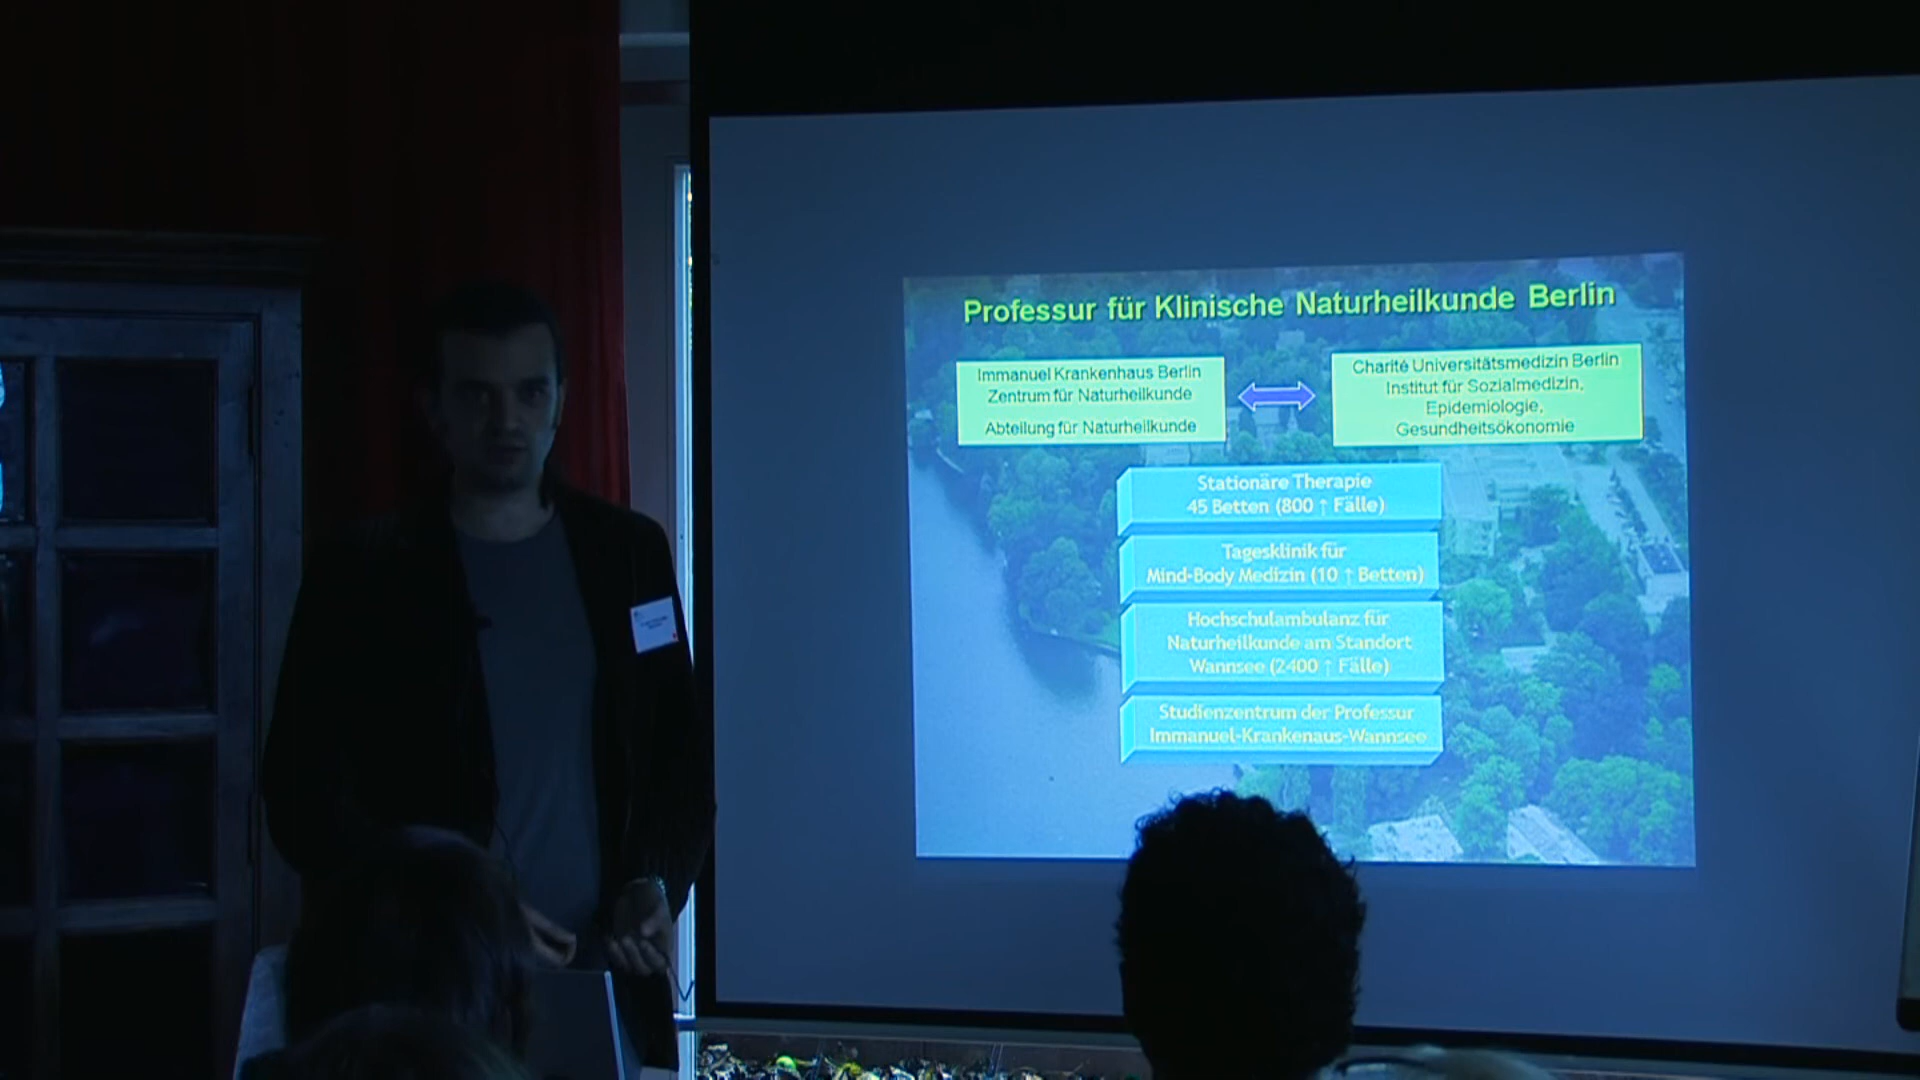 Professur für Klinische Naturheilkunde Berlin
Immanuel Krankenhaus Berlin
Zentrum für Naturheilkunde
Abteilung für Naturheilkunde
Charité Universitätsmedizin Berlin
Institut für Sozialmedizin,
Epidemiologie,
Gesundheitsökonomie
Stationäre Therapie
45 Betten (800 ↑ Fälle)
Tagesklinik für
Mind-Body Medizin (10 ↑ Betten)
Hochschulambulanz für
Naturheilkunde am Standort
Wannsee (2400 ↑ Fälle)
Studienzentrum der Professur
Immanuel-Krankenaus-Wannsee